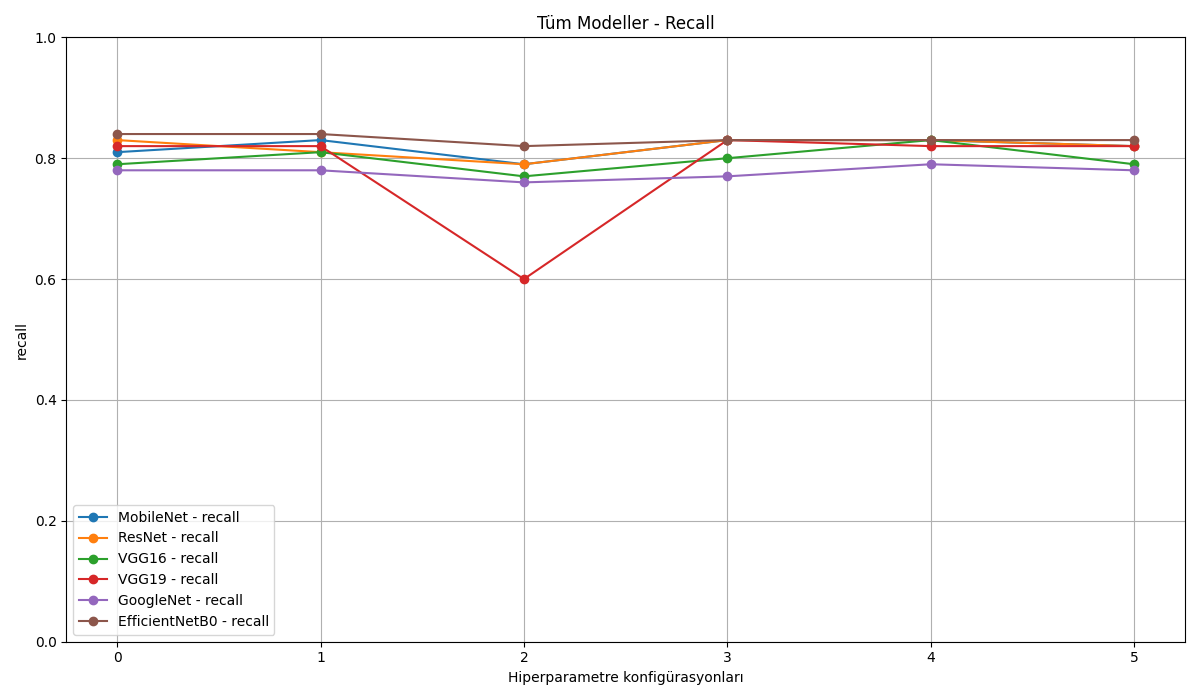 Tüm Modeller - Recall
1.0
0.8
0.6
0.4
0.2
0.0
recall
MobileNet - recall
ResNet - recall
VGG16 - recall
VGG19 - recall
GoogleNet - recall
EfficientNetB0 - recall
0 1 2 3 4 5
Hiperparametre konfigürasyonları